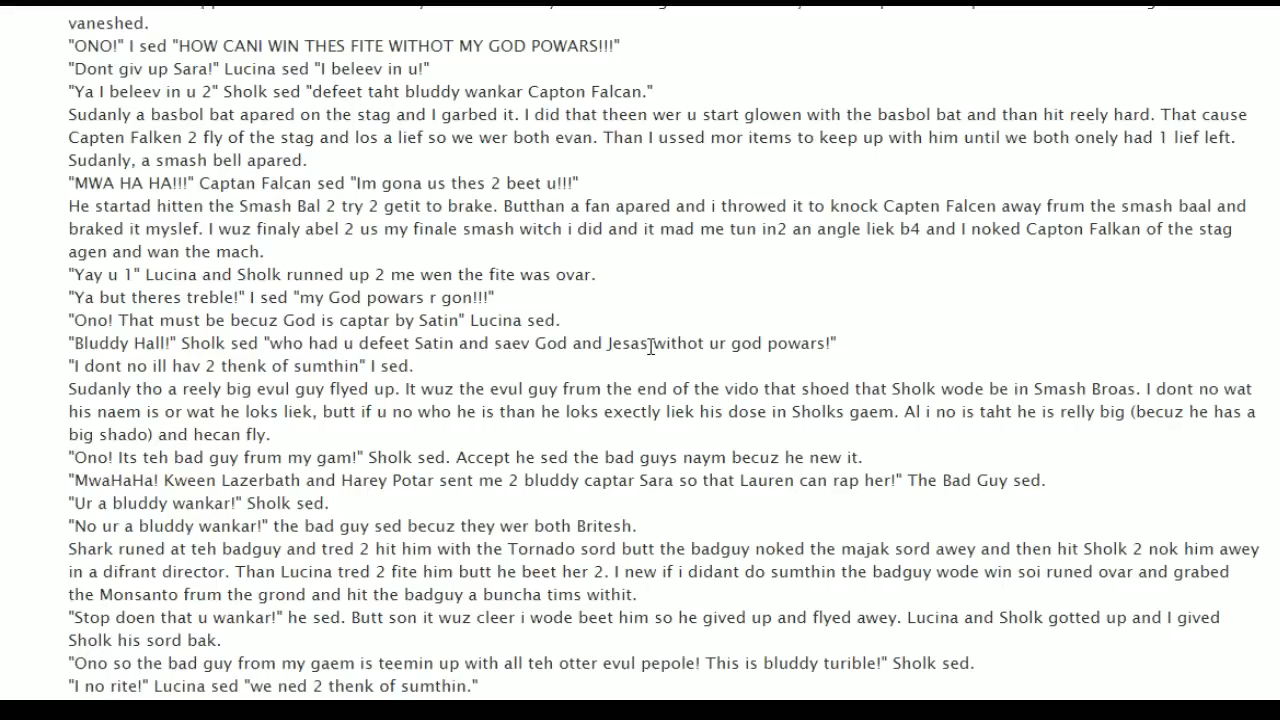 vaneshed.
"ONO!" I sed "HOW CANI WIN THES FITE WITHOT MY GOD POWARS!!!"
"Dont giv up Sara!" Lucina sed "I beleev in u!"
"Ya I beleev in u 2" Sholk sed "defeet taht bluddy wankar Capton Falcan."
Sudanly a basbol bat apared on the stag and I garbed it. I did that theen wer u start glowen with the basbol bat and than hit reely hard. That cause
Capten Falken 2 fly of the stag and los a lief so we wer both evan. Than I ussed mor items to keep up with him until we both onely had 1 lief left.
Sudanly, a smash bell apared.
"MWA HA HA!!!" Captan Falcan sed "Im gona us thes 2 beet u!!!"
He startad hitten the Smash Bal 2 try 2 getit to brake. Butthan a fan apared and i throwed it to knock Capten Falcen away frum the smash baal and
braked it myslef. I wuz finaly abel 2 us my finale smash witch i did and it mad me tun in2 an angle liek b4 and I noked Capton Falkan of the stag
agen and wan the mach.
"Yay u 1" Lucina and Sholk runned up 2 me wen the fite was ovar.
"Ya but theres treble!" I sed "my God powars r gon!!!"
"Ono! That must be becuz God is captar by Satin" Lucina sed.
"Bluddy Hall!" Sholk sed "who had u defeet Satin and saev God and Jesas withot ur god powars!"
"I dont no ill hav 2 thenk of sumthin" I sed.
Sudanly tho a reely big evul guy flyed up. It wuz the evul guy frum the end of the vido that shoed that Sholk wode be in Smash Broas. I dont no wat
his naem is or wat he loks liek, butt if u no who he is than he loks exectly liek his dose in Sholks gaem. Al i no is taht he is relly big (becuz he has a
big shado) and hecan fly.
"Ono! Its teh bad guy frum my gam!" Sholk sed. Accept he sed the bad guys naym becuz he new it.
"MwaHaHa! Kween Lazerbath and Harey Potar sent me 2 bluddy captar Sara so that Lauren can rap her!" The Bad Guy sed.
"Ur a bluddy wankar!" Sholk sed.
"No ur a bluddy wankar!" the bad guy sed becuz they wer both Britesh.
Shark runed at teh badguy and tred 2 hit him with the Tornado sord butt the badguy noked the majak sord awey and then hit Sholk 2 nok him awey
in a difrant director. Than Lucina tred 2 fite him butt he beet her 2. I new if i didant do sumthin the badguy wode win soi runed ovar and grabed
the Monsanto frum the grond and hit the badguy a buncha tims withit.
"Stop doen that u wankar!" he sed. Butt son it wuz cleer i wode beet him so he gived up and flyed awey. Lucina and Sholk gotted up and I gived
Sholk his sord bak.
"Ono so the bad guy from my gaem is teemin up with all teh otter evul pepole! This is bluddy turible!" Sholk sed.
"I no rite!" Lucina sed "we ned 2 thenk of sumthin."